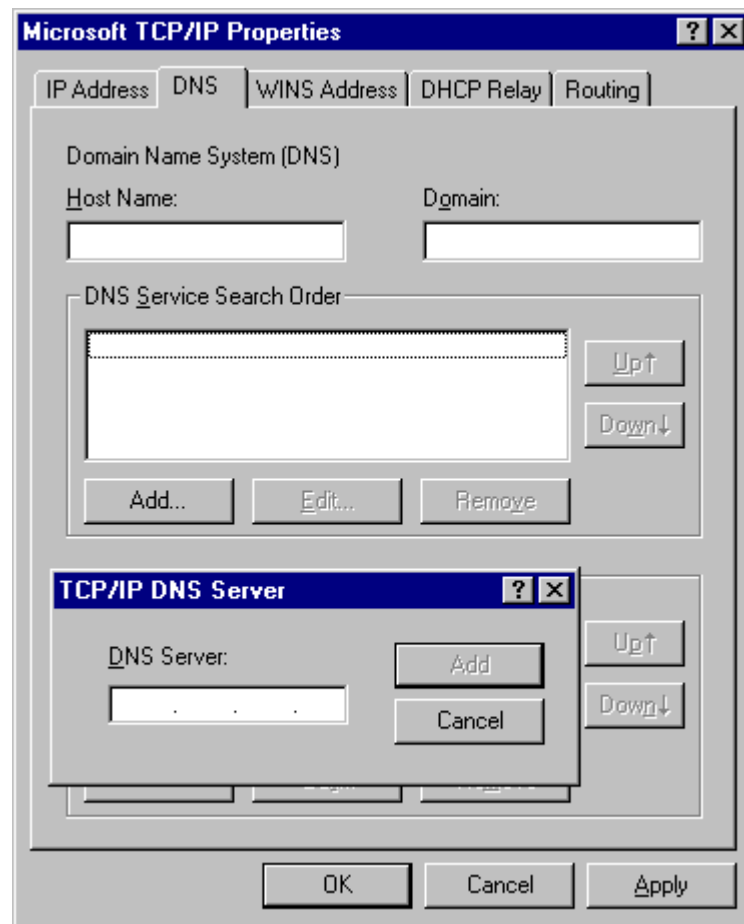 Microsoft TCP/IP Properties
IP Address DNS WINS Address DHCP Relay Routing
Domain Name System (DNS)
Host Name: Domain:
DNS Service Search Order
Up↑
Down↓
Add... Edit... Remove
TCP/IP DNS Server
DNS Server: Add
. . .
Cancel
Up↑
Down↓
OK Cancel Apply